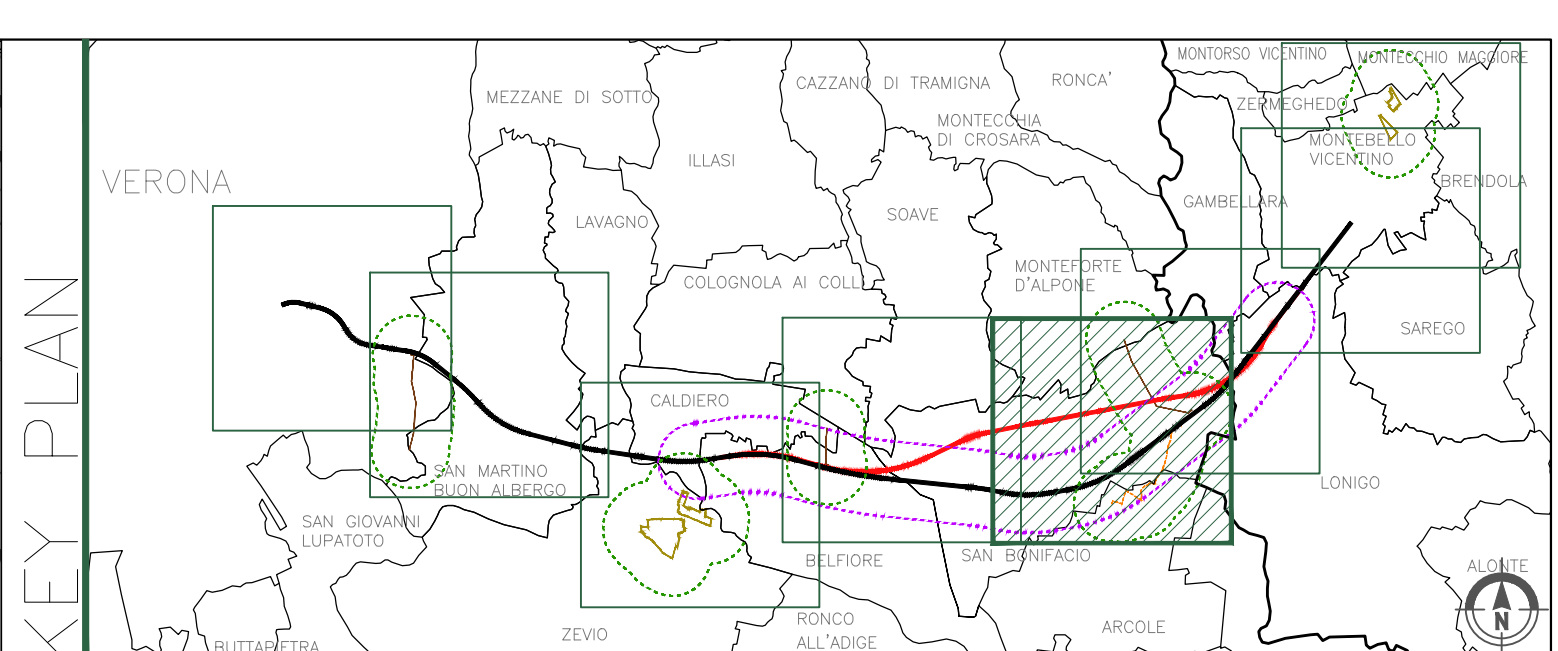 KEY PLAN
MONTORSO VICENTINO
MONTECCHIO MAGGIORE
MEZZANE DI SOTTO
CAZZANO DI TRAMIGNA
RONCA'
ZERMEGHEDO
MONTECCHIA
DI CROSARA
MONTEBELLO
VICENTINO
ILLASI
VERONA
BRENDOLA
GAMBELLARA
LAVAGNO
SOAVE
MONTEFORTE
D'ALPONE
COLOGNOLA AI COLLI
SAREGO
CALDIERO
SAN MARTINO
BUON ALBERGO
LONIGO
SAN GIOVANNI
LUPATOTO
BELFIORE
SAN BONIFACIO
ALONTE
RONCO
ALL'ADIGE
ZEVIO
ARCOLE
N
BUTTAPIETRA